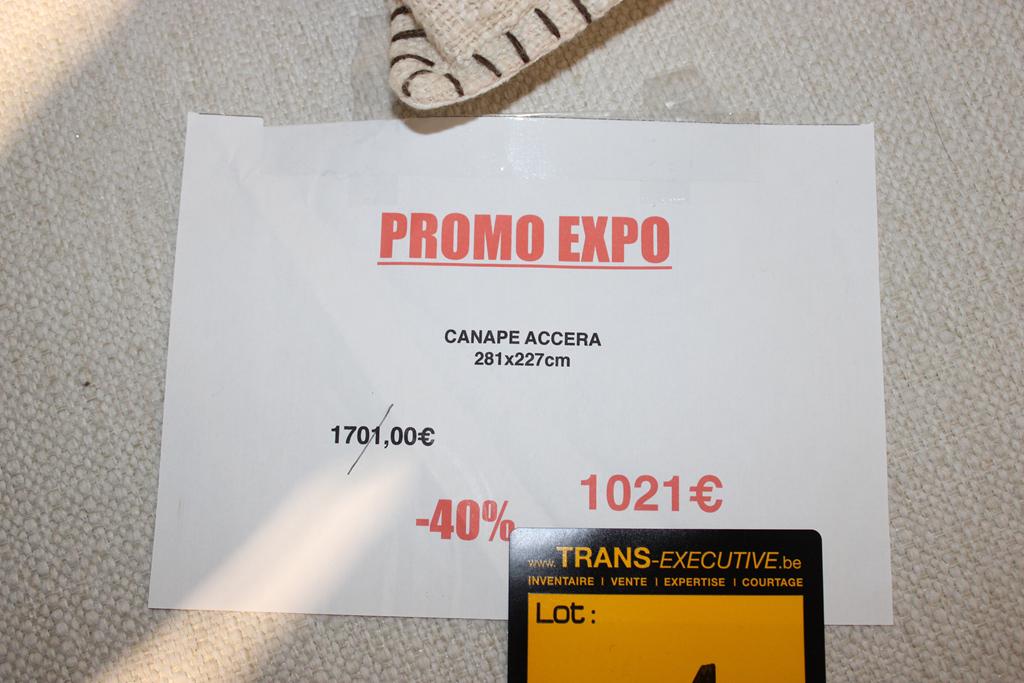 PROMO EXPO
CANAPE ACCERA
281x227cm
1701,00€
1021€
-40%
www.TRANS-EXECUTIVE.be
INVENTAIRE | VENTE | EXPERTISE | COURTAGE
Lot: